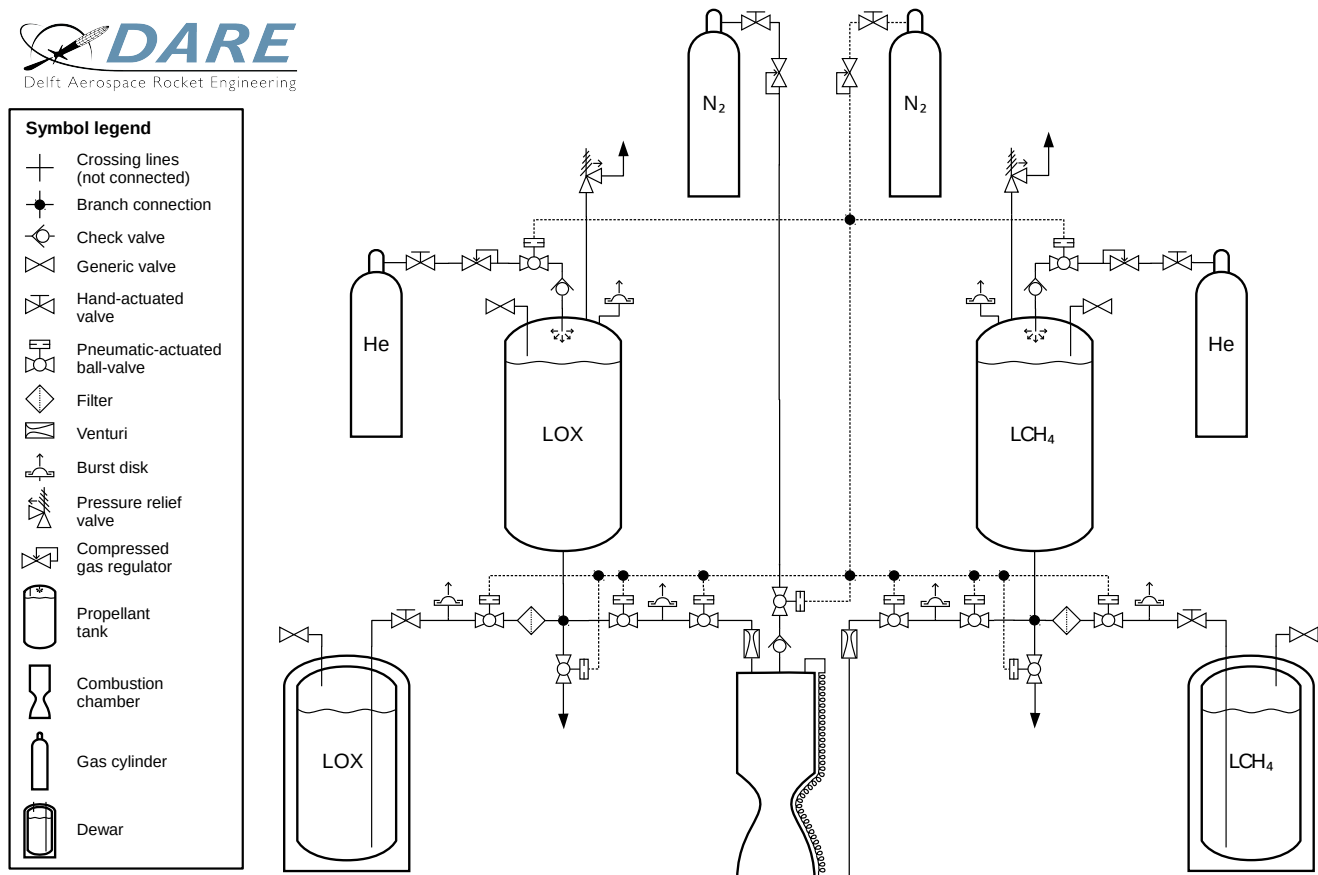 DARE
Delft Aerospace Rocket Engineering
Symbol legend
Crossing lines
(not connected)
Branch connection
Check valve
Generic valve
Hand-actuated
valve
Pneumatic-actuated
ball-valve
Filter
Venturi
Burst disk
Pressure relief
valve
Compressed
gas regulator
Propellant
tank
Combustion
chamber
Gas cylinder
Dewar
N₂
N₂
He
He
LOX
LCH₄
LOX
LCH₄